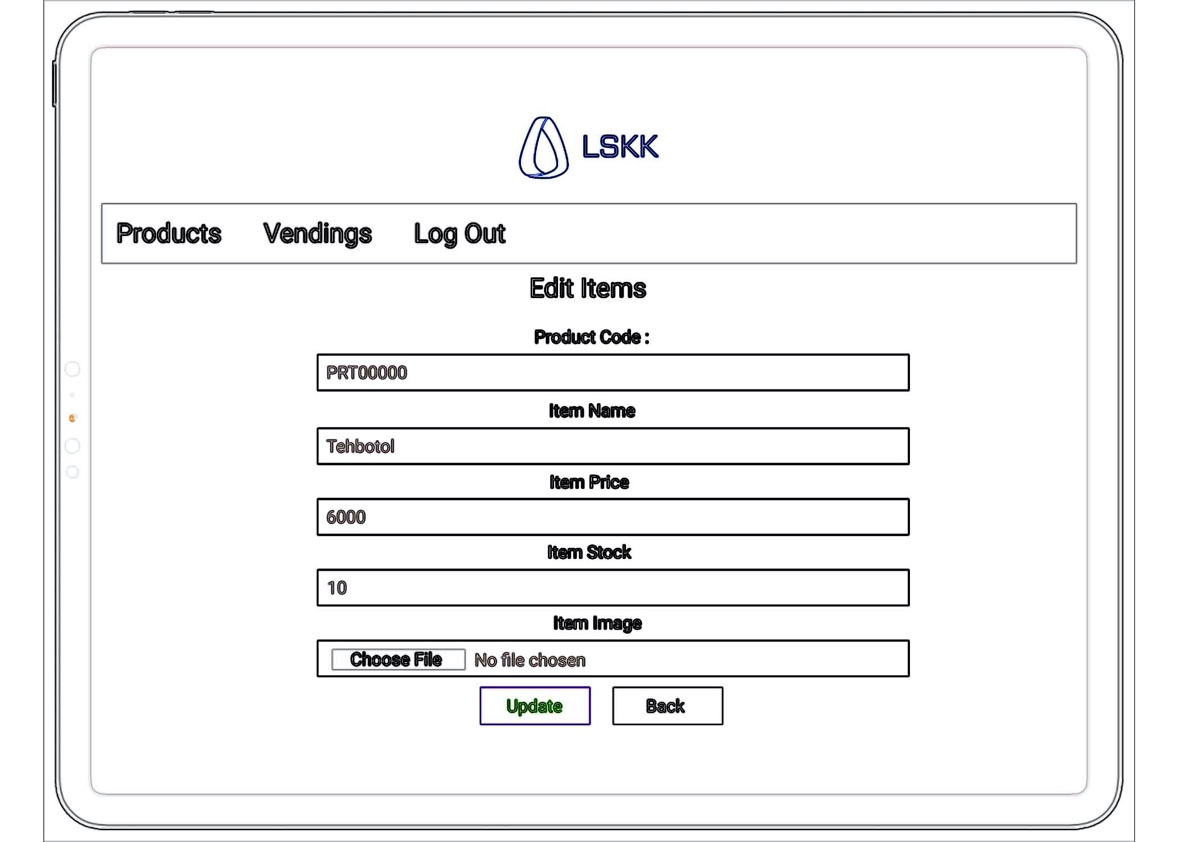 LSKK
Products Vendings Log Out
Edit Items
Product Code :
PRT00000
Item Name
Tehbotol
Item Price
6000
Item Stock
10
Item Image
Choose File No file chosen
Update Back